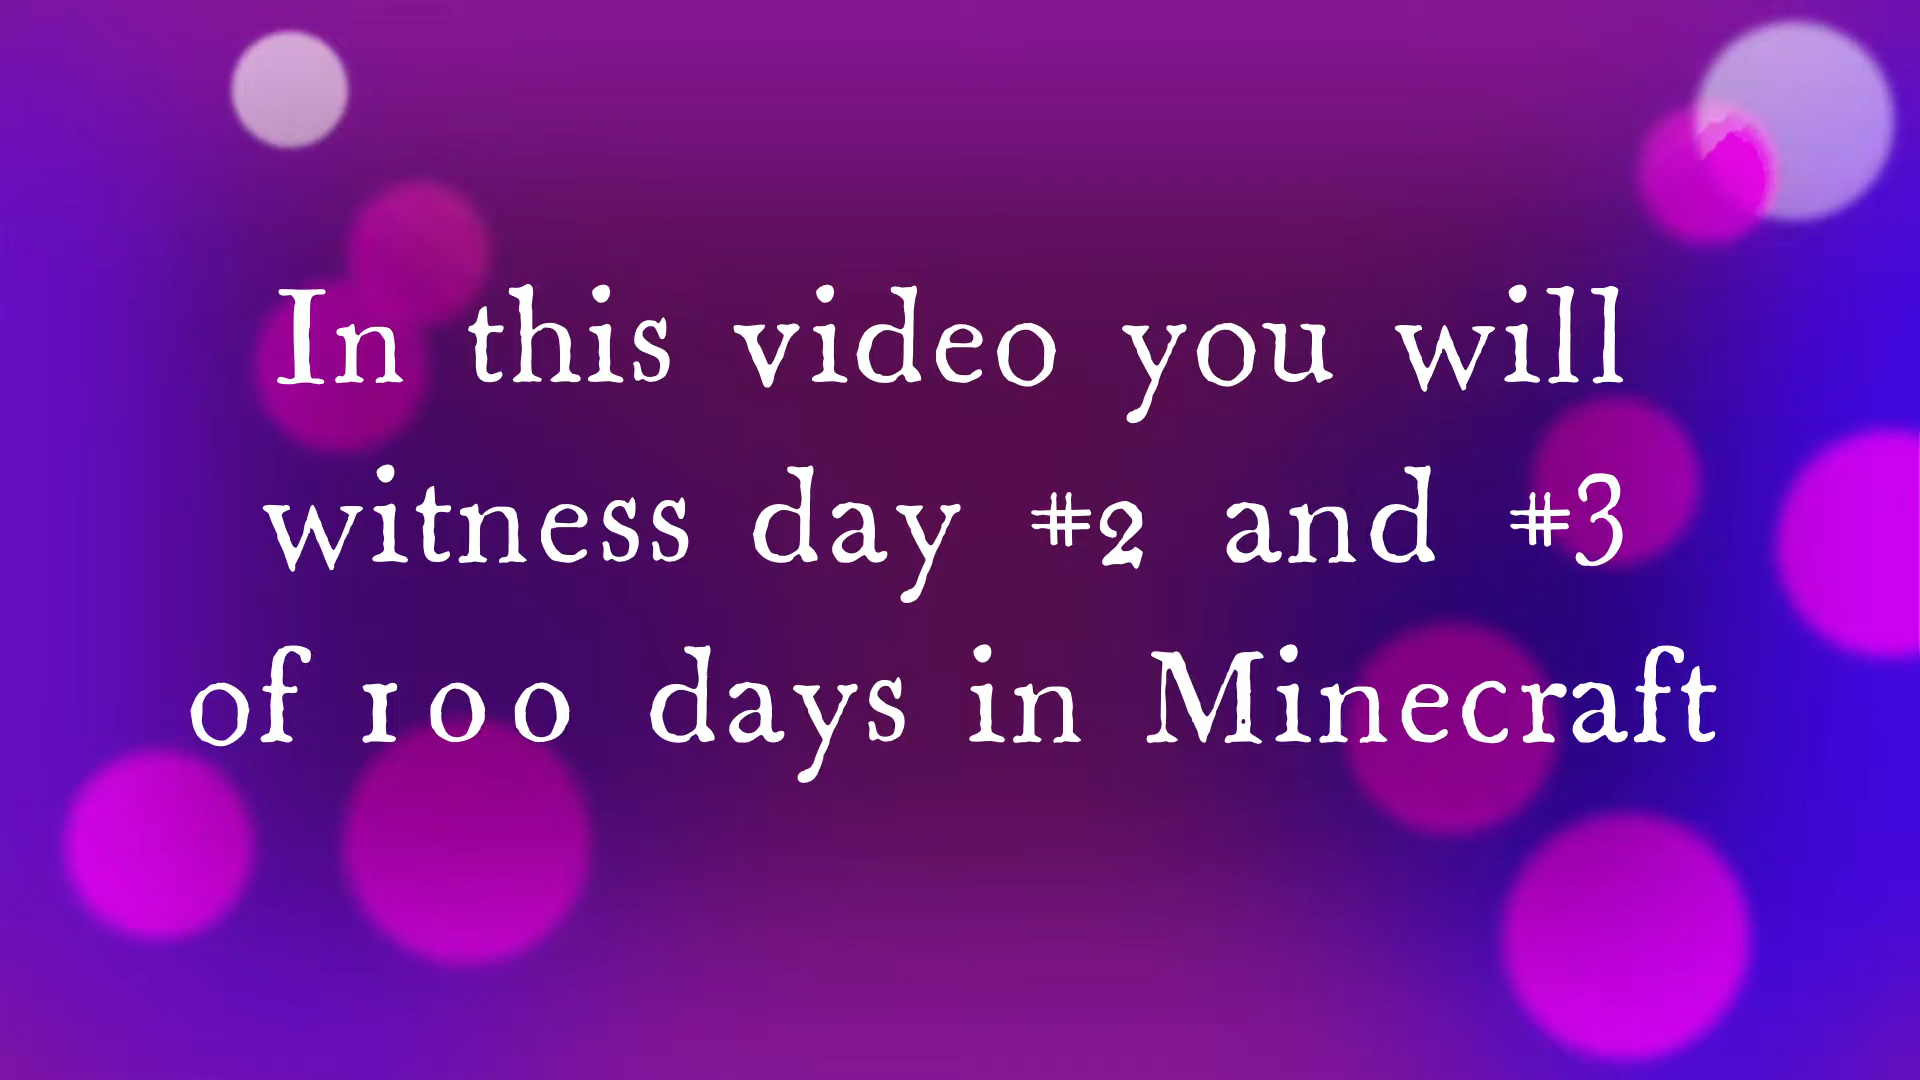 In this video you will
witness day #2 and #3
of 100 days in Minecraft